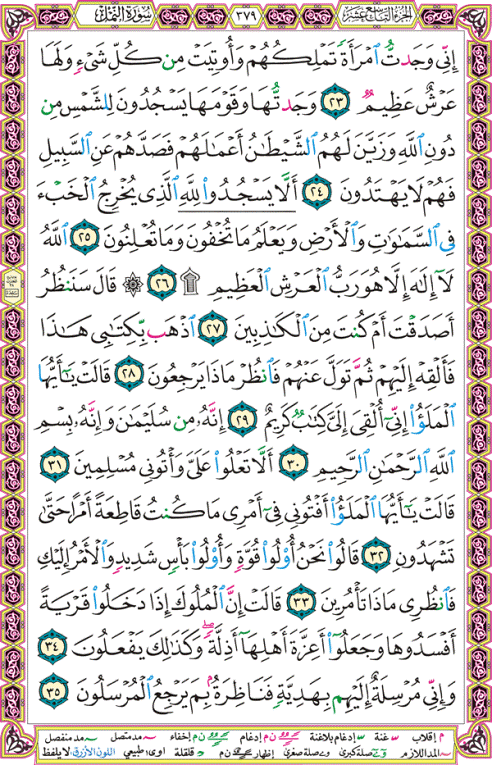 الجزء التاسع عشر ٣٧٩ سورة النمل
إِنِّي وَجَدتُّ ٱمۡرَأَةٗ تَمۡلِكُهُمۡ وَأُوتِيَتۡ مِن كُلِّ شَيۡءٖ وَلَهَا
عَرۡشٌ عَظِيمٞ ٢٣ وَجَدتُّهَا وَقَوۡمَهَا يَسۡجُدُونَ لِلشَّمۡسِ مِن
دُونِ ٱللَّهِ وَزَيَّنَ لَهُمُ ٱلشَّيۡطَٰنُ أَعۡمَٰلَهُمۡ فَصَدَّهُمۡ عَنِ ٱلسَّبِيلِ
فَهُمۡ لَا يَهۡتَدُونَ ٢٤ أَلَّاۤ يَسۡجُدُواْ لِلَّهِ ٱلَّذِي يُخۡرِجُ ٱلۡخَبۡءَ
فِي ٱلسَّمَٰوَٰتِ وَٱلۡأَرۡضِ وَيَعۡلَمُ مَا تُخۡفُونَ وَمَا تُعۡلِنُونَ ٢٥ ٱللَّهُ
لَآ إِلَٰهَ إِلَّا هُوَ رَبُّ ٱلۡعَرۡشِ ٱلۡعَظِيمِ ۩ ٢٦ ۞ قَالَ سَنَنظُرُ
أَصَدَقۡتَ أَمۡ كُنتَ مِنَ ٱلۡكَٰذِبِينَ ٢٧ ٱذۡهَب بِّكِتَٰبِي هَٰذَا
فَأَلۡقِهۡ إِلَيۡهِمۡ ثُمَّ تَوَلَّ عَنۡهُمۡ فَٱنظُرۡ مَاذَا يَرۡجِعُونَ ٢٨ قَالَتۡ يَٰٓأَيُّهَا
ٱلۡمَلَؤُاْ إِنِّيٓ أُلۡقِيَ إِلَيَّ كِتَٰبٞ كَرِيمٌ ٢٩ إِنَّهُۥ مِن سُلَيۡمَٰنَ وَإِنَّهُۥ بِسۡمِ
ٱللَّهِ ٱلرَّحۡمَٰنِ ٱلرَّحِيمِ ٣٠ أَلَّا تَعۡلُواْ عَلَيَّ وَأۡتُونِي مُسۡلِمِينَ ٣١
قَالَتۡ يَٰٓأَيُّهَا ٱلۡمَلَؤُاْ أَفۡتُونِي فِيٓ أَمۡرِي مَا كُنتُ قَاطِعَةً أَمۡرًا حَتَّىٰ
تَشۡهَدُونِ ٣٢ قَالُواْ نَحۡنُ أُوْلُواْ قُوَّةٖ وَأُوْلُواْ بَأۡسٖ شَدِيدٖ وَٱلۡأَمۡرُ إِلَيۡكِ
فَٱنظُرِي مَاذَا تَأۡمُرِينَ ٣٣ قَالَتۡ إِنَّ ٱلۡمُلُوكَ إِذَا دَخَلُواْ قَرۡيَةً
أَفۡسَدُوهَا وَجَعَلُوٓاْ أَعِزَّةَ أَهۡلِهَآ أَذِلَّةٗۚ وَكَذَٰلِكَ يَفۡعَلُونَ ٣٤
وَإِنِّي مُرۡسِلَةٌ إِلَيۡهِم بِهَدِيَّةٖ فَنَاظِرَةُۢ بِمَ يَرۡجِعُ ٱلۡمُرۡسَلُونَ ٣٥
م إقلاب غنة إدغام بلاغنة ن م إدغام ن م إخفاء مد متصل مد منفصل
المد اللازم صلة كبرى صلة صغرى إظهار ن م قلقلة اوى: طبيعي اللون الأزرق: لا يلفظ